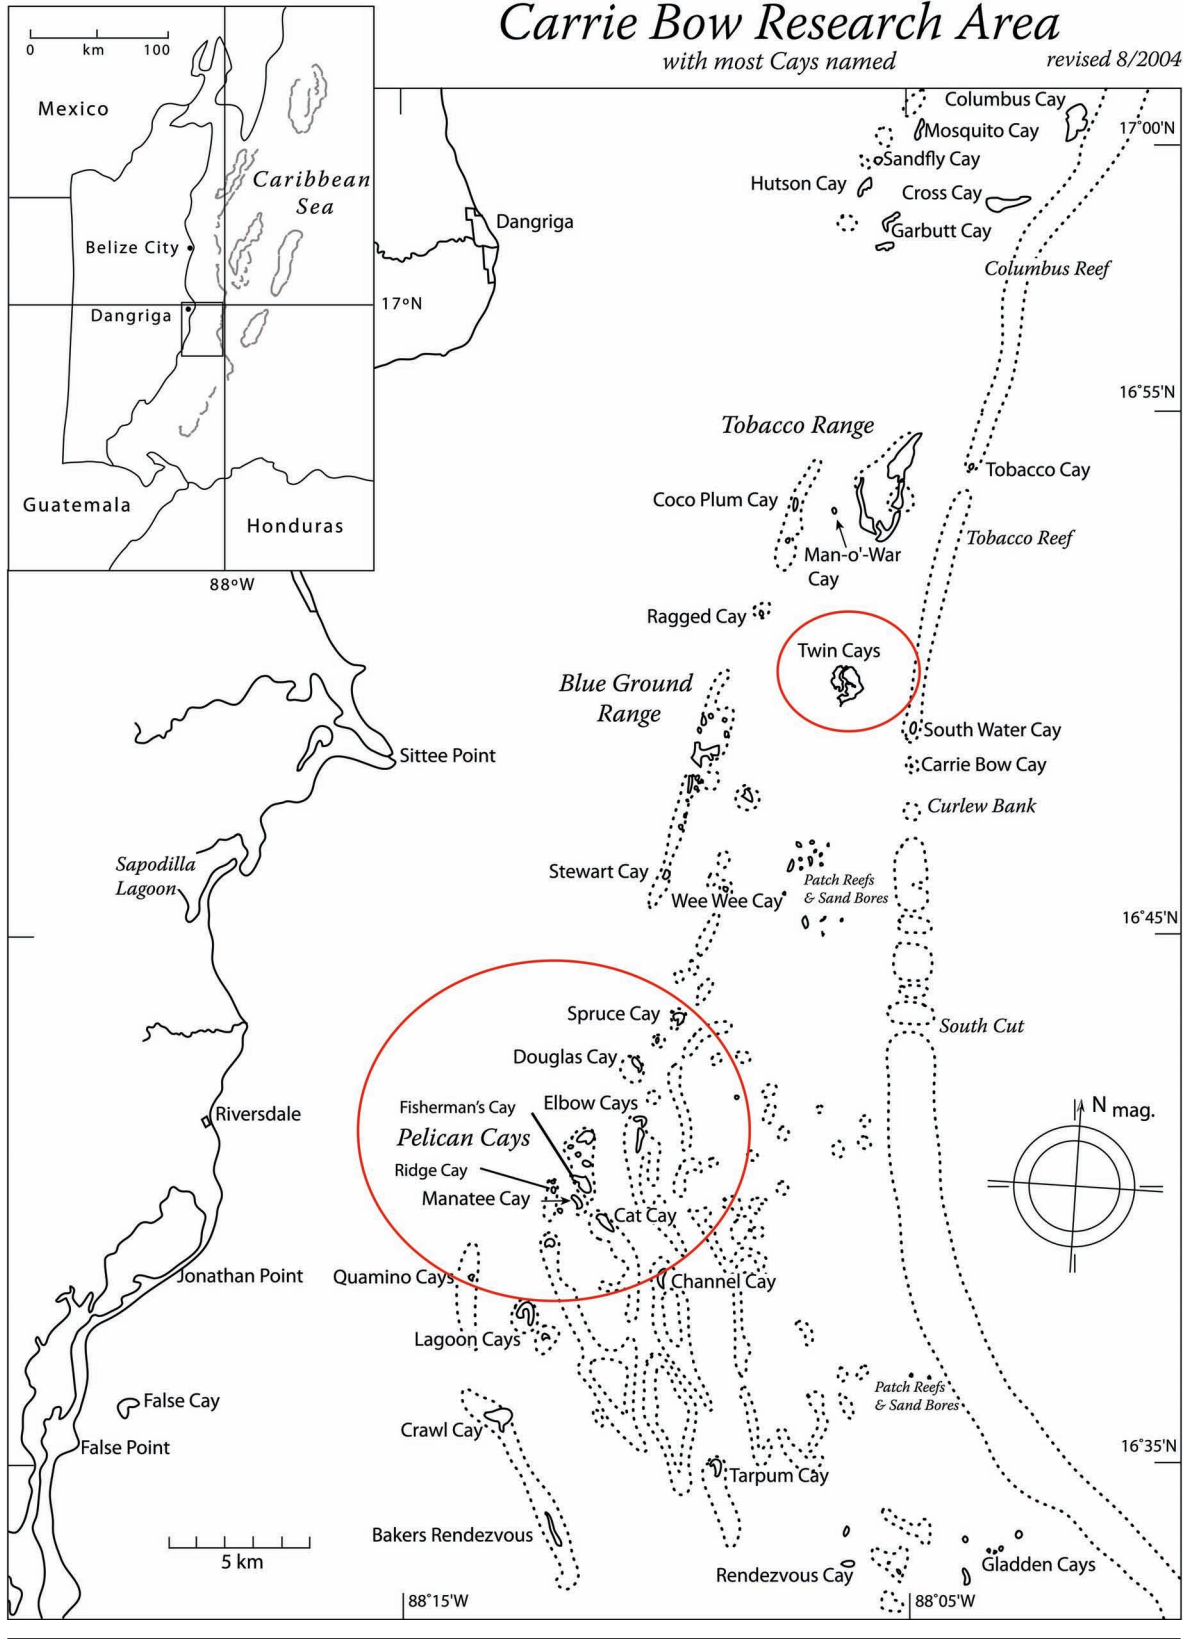 Carrie Bow Research Area
with most Cays named
revised 8/2004
0 km 100
Mexico
Caribbean
Sea
Belize City
Dangriga
17°N
Guatemala
Honduras
88°W
Columbus Cay
17°00'N
Mosquito Cay
Sandfly Cay
Hutson Cay
Cross Cay
Dangriga
Garbutt Cay
Columbus Reef
16°55'N
Tobacco Range
Tobacco Cay
Coco Plum Cay
Tobacco Reef
Man-o'-War
Cay
Ragged Cay
Twin Cays
Blue Ground
Range
South Water Cay
Sittee Point
Carrie Bow Cay
Curlew Bank
Sapodilla
Lagoon
Stewart Cay
Patch Reefs
& Sand Bores
Wee Wee Cay
16°45'N
Spruce Cay
South Cut
Douglas Cay
Elbow Cays
Fisherman's Cay
Riversdale
N mag.
Pelican Cays
Ridge Cay
Manatee Cay
Cat Cay
Jonathan Point
Quamino Cays
Channel Cay
Lagoon Cays
Patch Reefs
& Sand Bores
False Cay
Crawl Cay
False Point
16°35'N
Tarpum Cay
Bakers Rendezvous
5 km
Rendezvous Cay
Gladden Cays
88°15'W
88°05'W